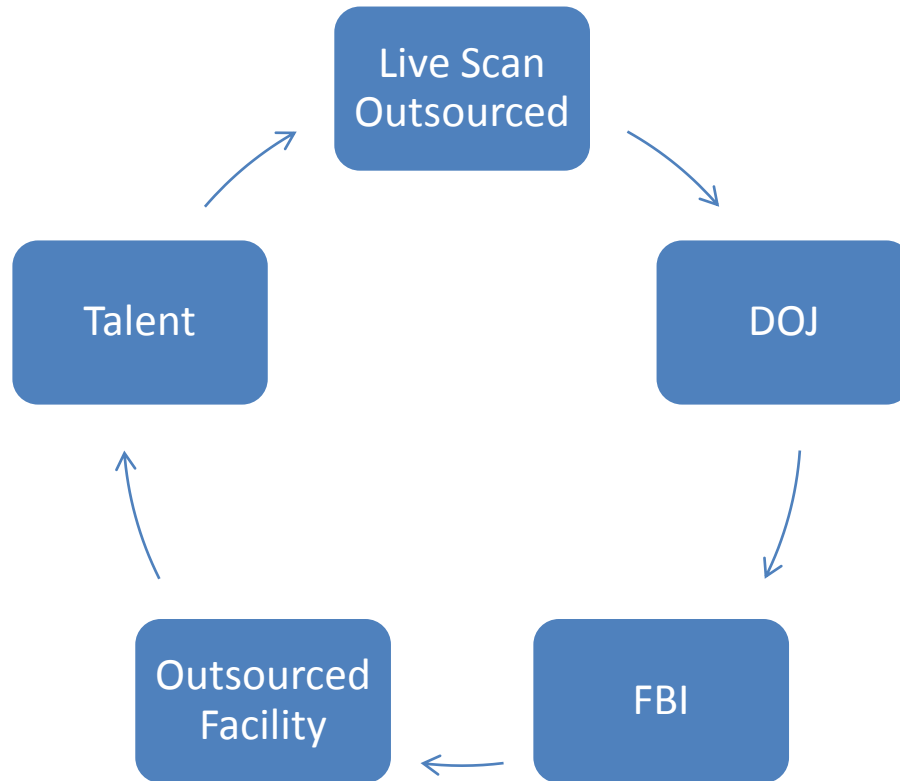 Live Scan
Outsourced
Talent
DOJ
Outsourced
Facility
FBI